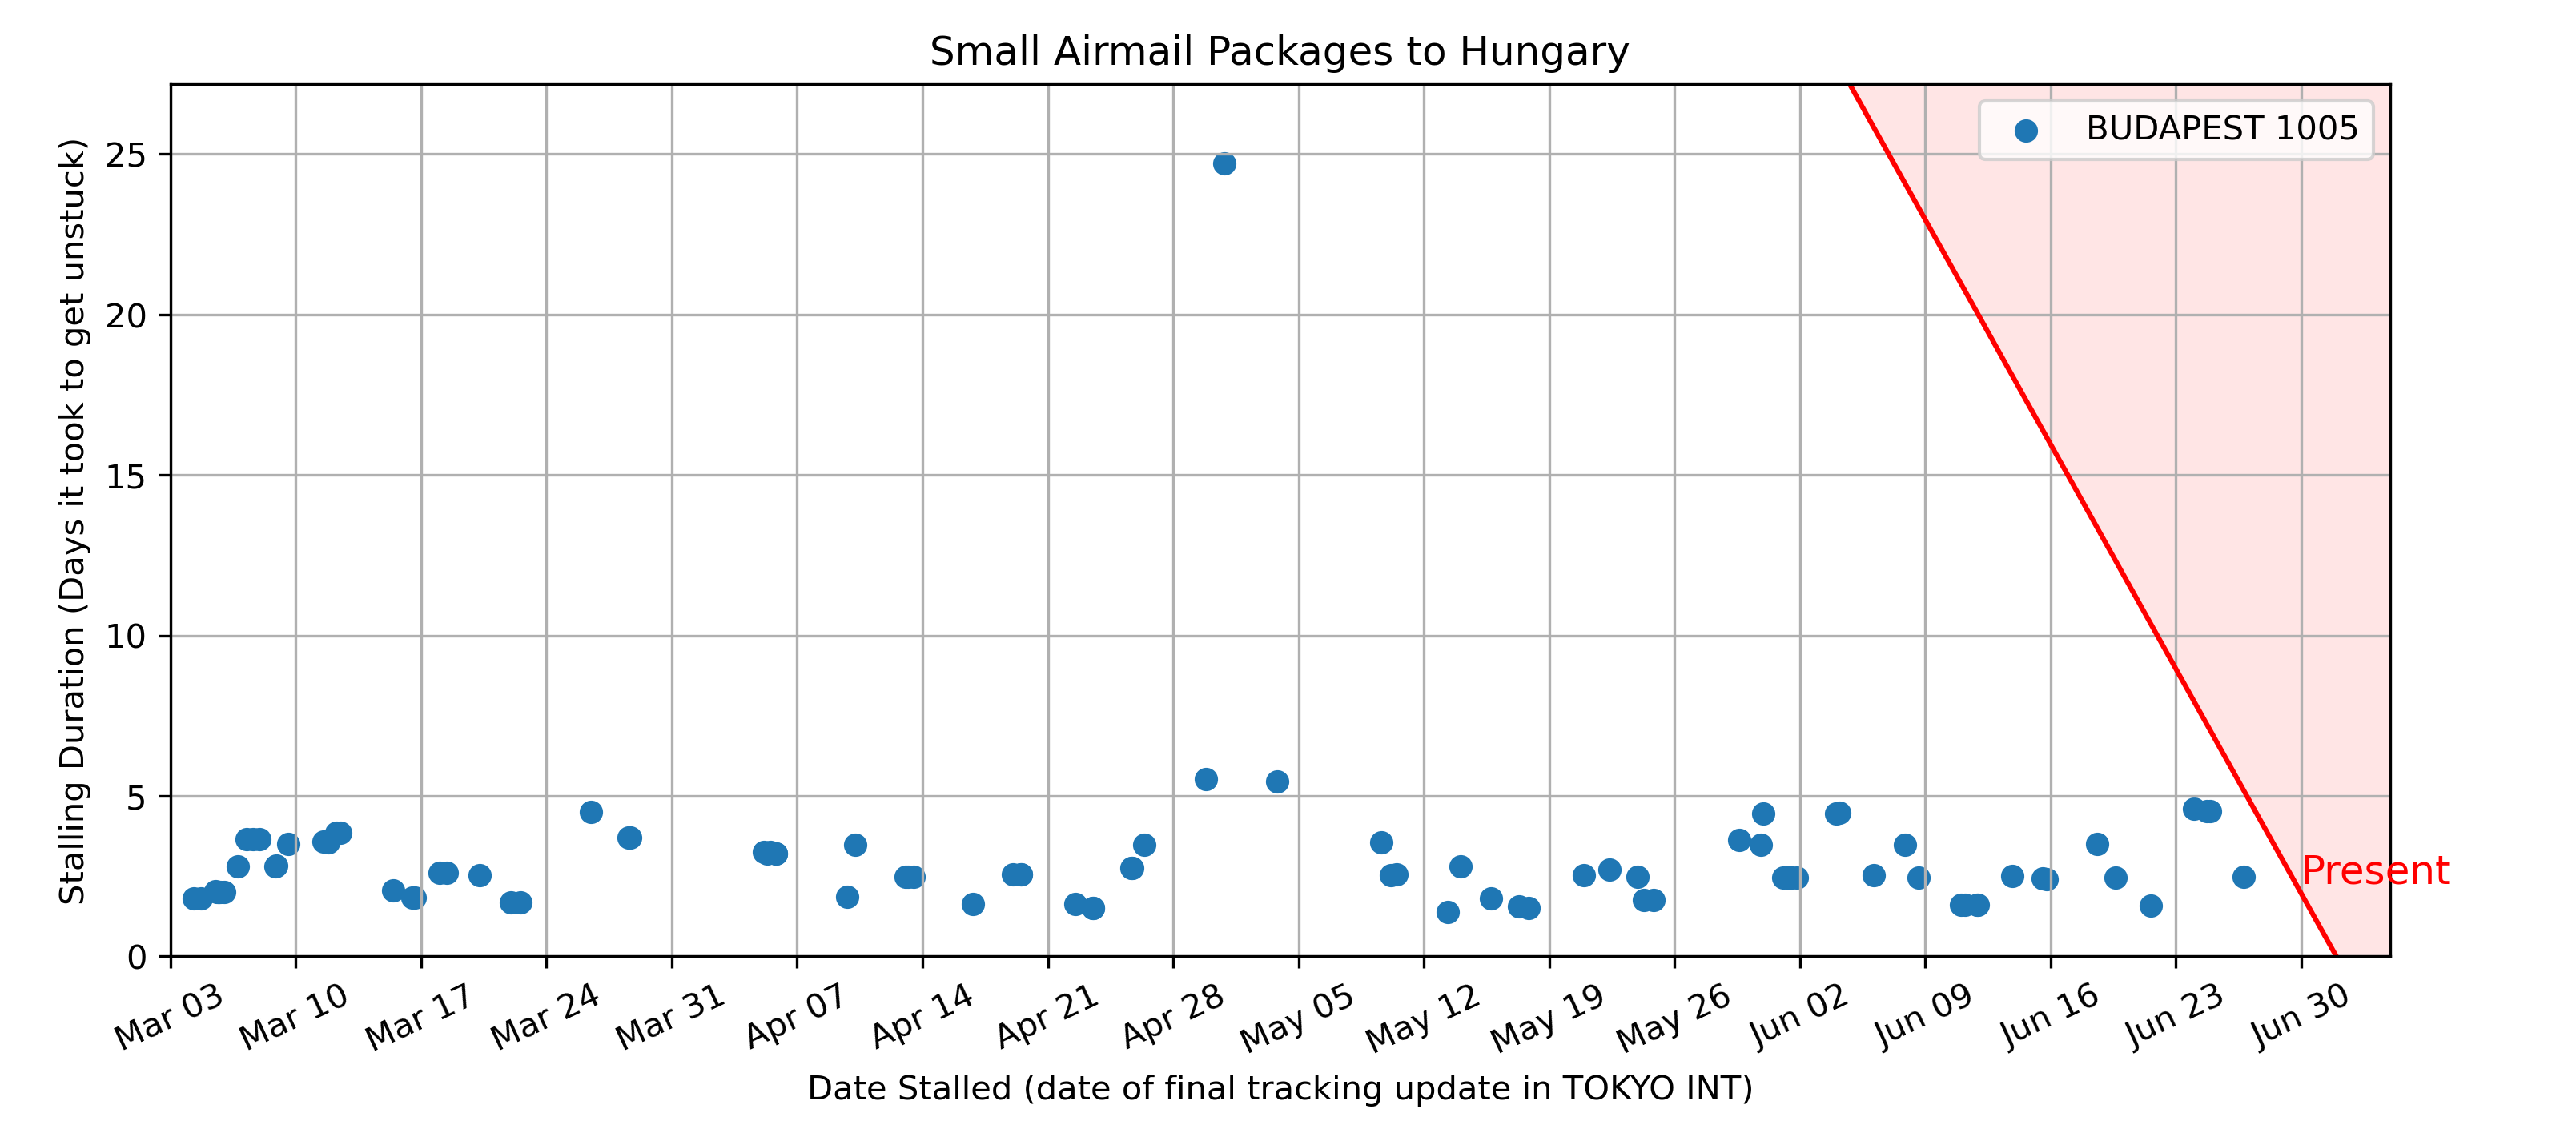 Small Airmail Packages to Hungary
BUDAPEST 1005
Stalling Duration (Days it took to get unstuck)
25
20
15
10
5
0
Present
Mar 03
Mar 10
Mar 17
Mar 24
Mar 31
Apr 07
Apr 14
Apr 21
Apr 28
May 05
May 12
May 19
May 26
Jun 02
Jun 09
Jun 16
Jun 23
Jun 30
Date Stalled (date of final tracking update in TOKYO INT)